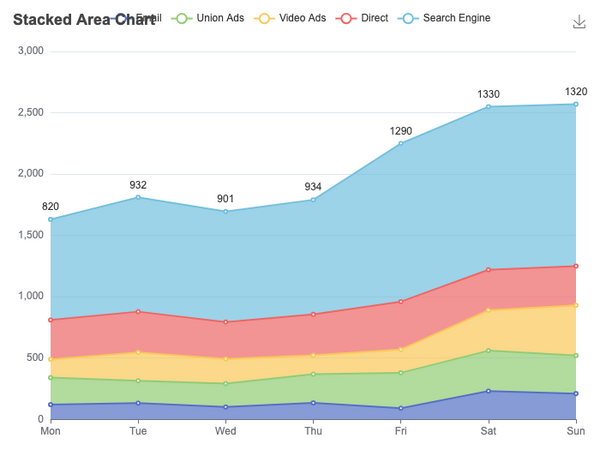 Stacked Area Chart
Email Union Ads Video Ads Direct Search Engine
3,000
2,500
2,000
1,500
1,000
500
0
820 932 901 934 1290 1330 1320
Mon Tue Wed Thu Fri Sat Sun